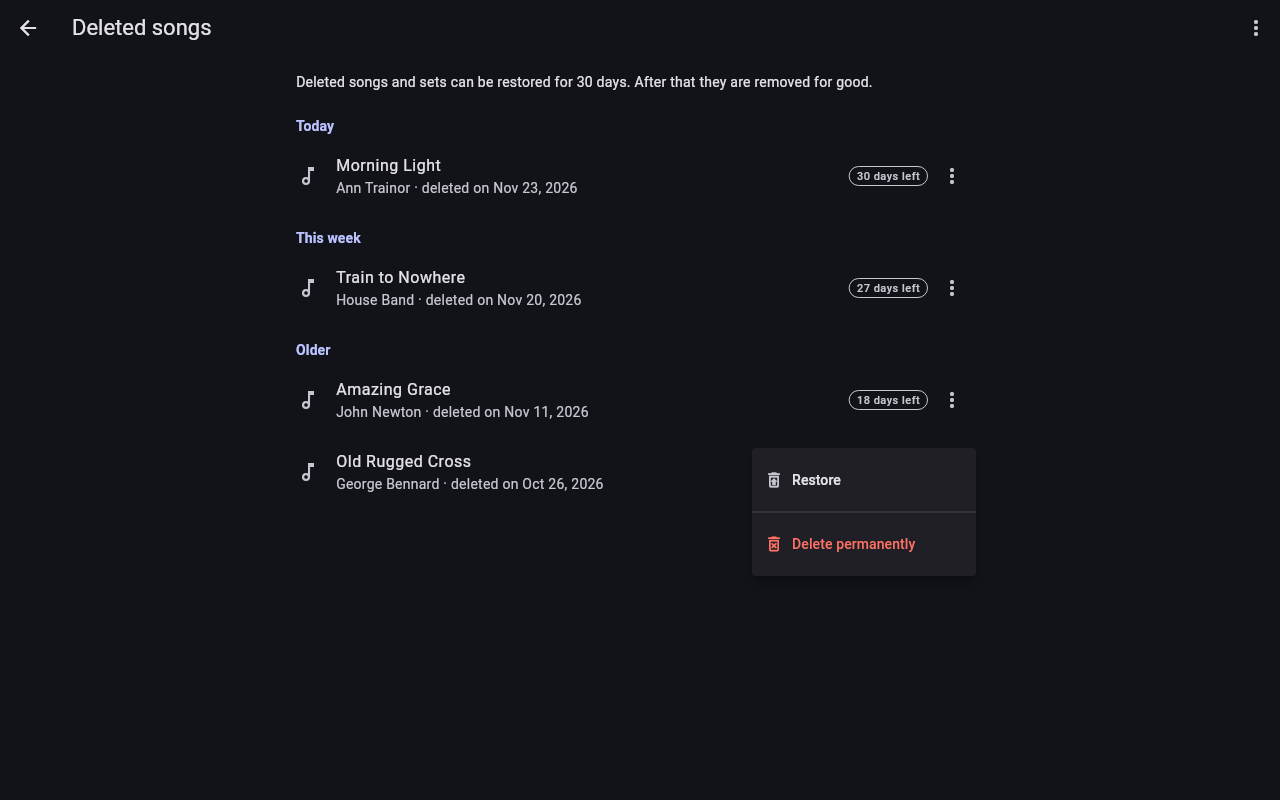 Deleted songs
Deleted songs and sets can be restored for 30 days. After that they are removed for good.
Today
Morning Light
Ann Trainor · deleted on Nov 23, 2026
30 days left
This week
Train to Nowhere
House Band · deleted on Nov 20, 2026
27 days left
Older
Amazing Grace
John Newton · deleted on Nov 11, 2026
18 days left
Old Rugged Cross
George Bennard · deleted on Oct 26, 2026
Restore
Delete permanently